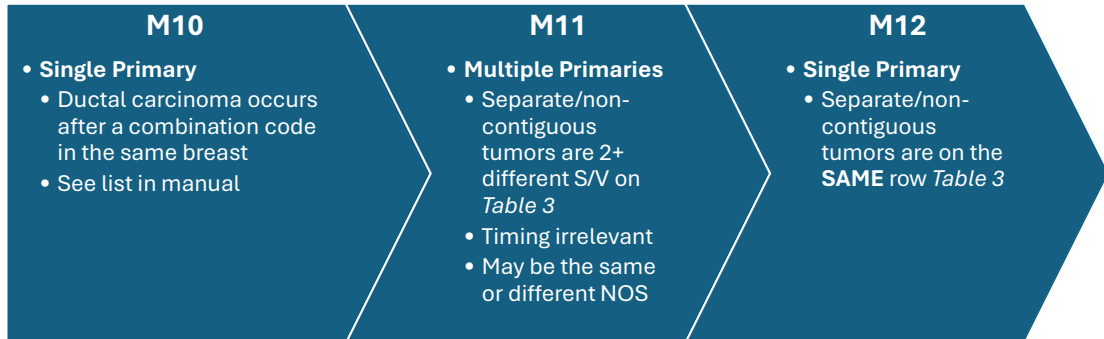 M10
• Single Primary
• Ductal carcinoma occurs
after a combination code
in the same breast
• See list in manual
M11
• Multiple Primaries
• Separate/non-
contiguous
tumors are 2+
different S/V on
Table 3
• Timing irrelevant
• May be the same
or different NOS
M12
• Single Primary
• Separate/non-
contiguous
tumors are on the
SAME row Table 3